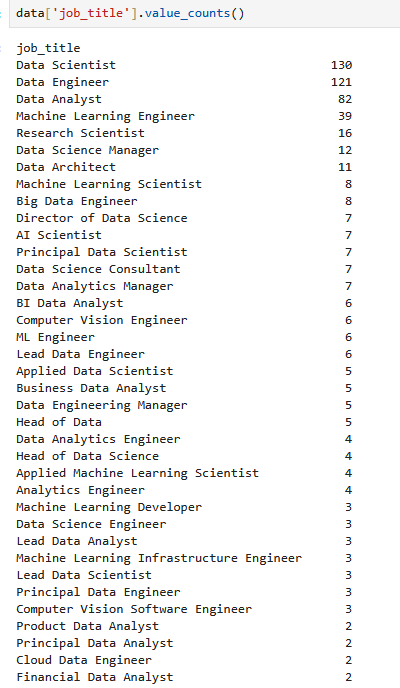 data['job_title'].value_counts()
job_title
Data Scientist 130
Data Engineer 121
Data Analyst 82
Machine Learning Engineer 39
Research Scientist 16
Data Science Manager 12
Data Architect 11
Machine Learning Scientist 8
Big Data Engineer 8
Director of Data Science 7
AI Scientist 7
Principal Data Scientist 7
Data Science Consultant 7
Data Analytics Manager 7
BI Data Analyst 6
Computer Vision Engineer 6
ML Engineer 6
Lead Data Engineer 6
Applied Data Scientist 5
Business Data Analyst 5
Data Engineering Manager 5
Head of Data 5
Data Analytics Engineer 4
Head of Data Science 4
Applied Machine Learning Scientist 4
Analytics Engineer 4
Machine Learning Developer 3
Data Science Engineer 3
Lead Data Analyst 3
Machine Learning Infrastructure Engineer 3
Lead Data Scientist 3
Principal Data Engineer 3
Computer Vision Software Engineer 3
Product Data Analyst 2
Principal Data Analyst 2
Cloud Data Engineer 2
Financial Data Analyst 2